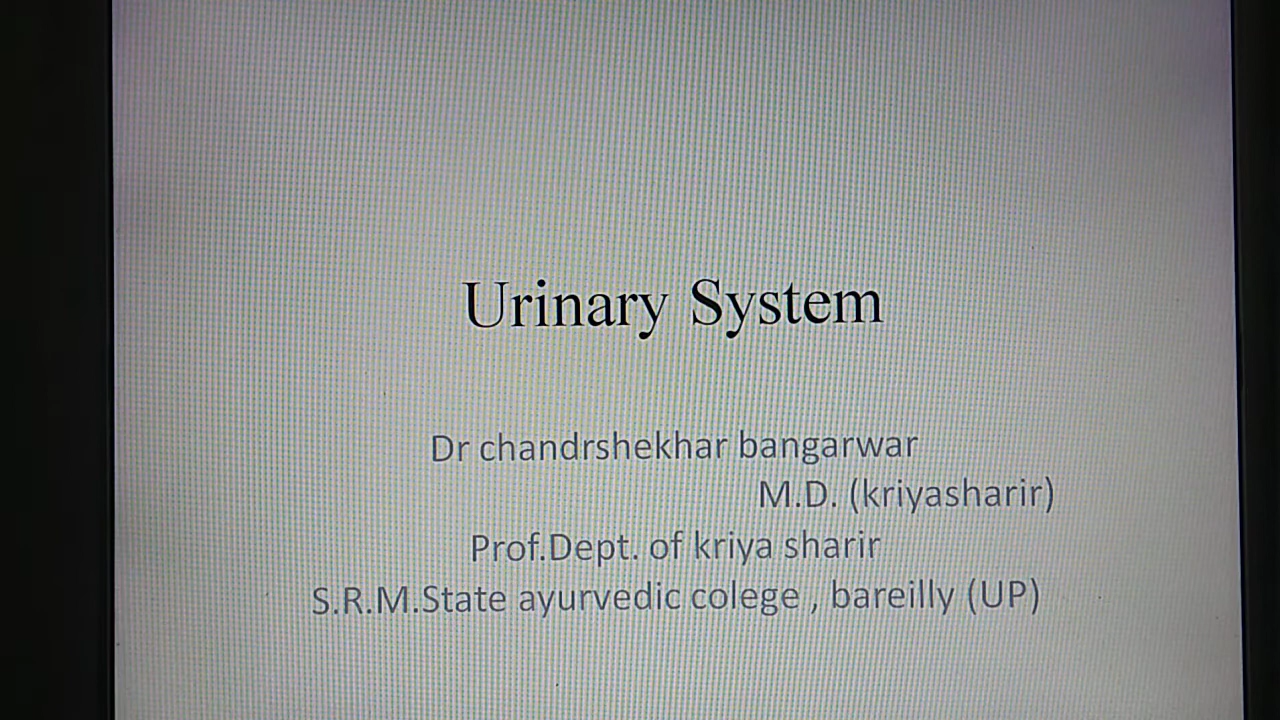 Urinary System
Dr chandrshekhar bangarwar
M.D. (kriyasharir)
Prof.Dept. of kriya sharir
S.R.M.State ayurvedic colege , bareilly (UP)